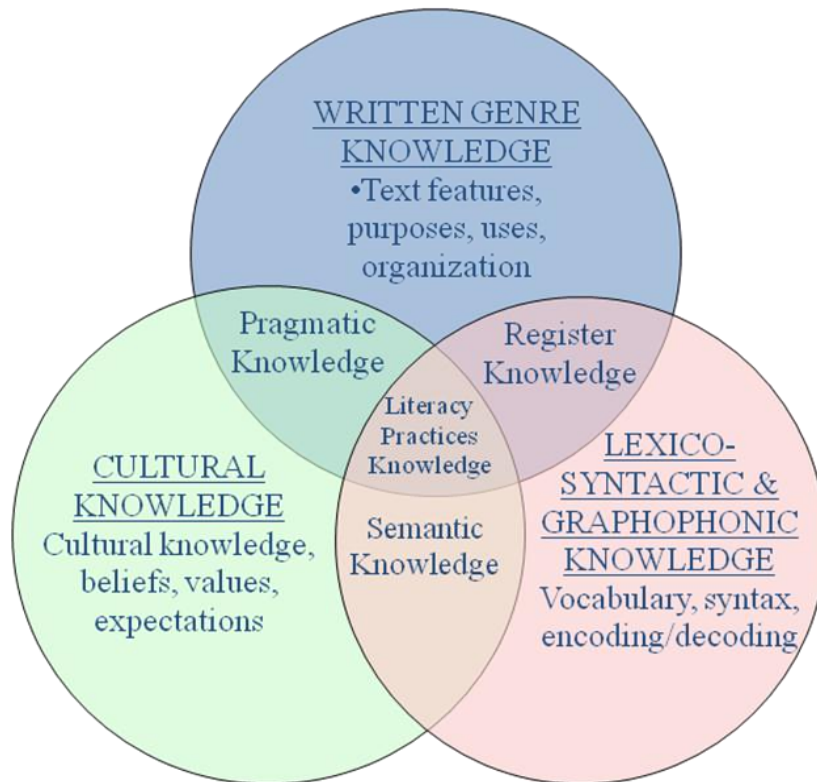 WRITTEN GENRE
KNOWLEDGE
•Text features,
purposes, uses,
organization
Pragmatic
Knowledge
Register
Knowledge
Literacy
Practices
Knowledge
CULTURAL
KNOWLEDGE
Cultural knowledge,
beliefs, values,
expectations
Semantic
Knowledge
LEXICO-
SYNTACTIC &
GRAPHOPHONIC
KNOWLEDGE
Vocabulary, syntax,
encoding/decoding